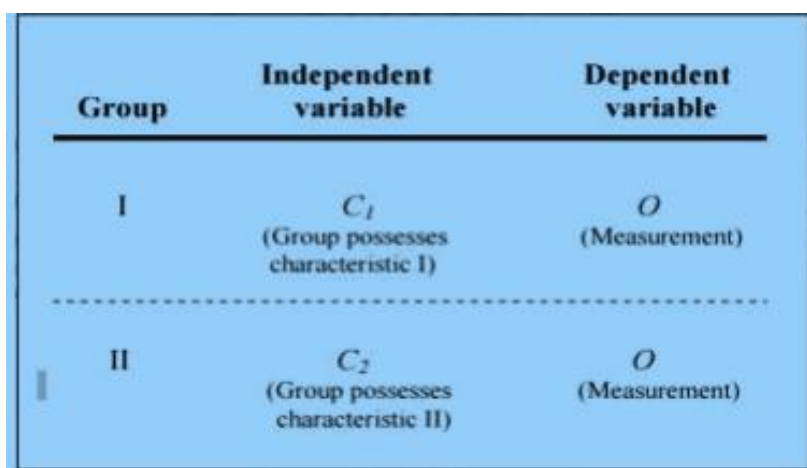 Group Independent variable Dependent variable
I C1 O
(Group possesses characteristic I) (Measurement)
II C2 O
(Group possesses characteristic II) (Measurement)